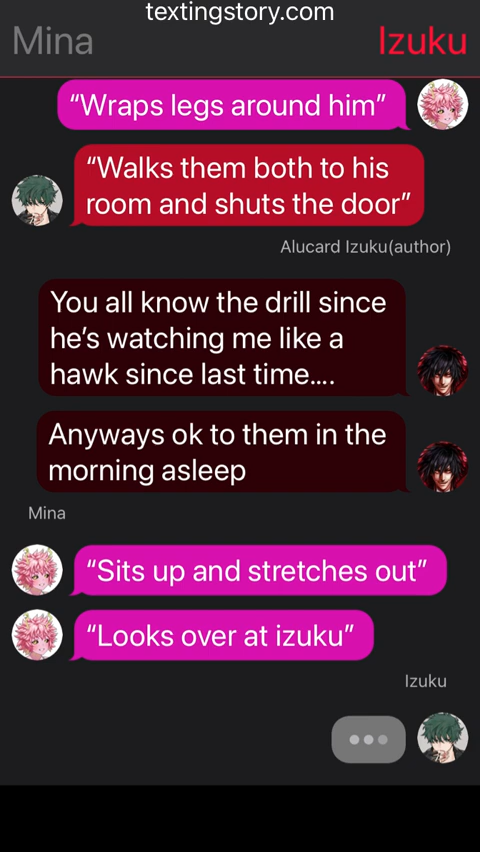 textingstory.com
Mina
Izuku
“Wraps legs around him”
“Walks them both to his
room and shuts the door”
Alucard Izuku(author)
You all know the drill since
he’s watching me like a
hawk since last time....
Anyways ok to them in the
morning asleep
Mina
“Sits up and stretches out”
“Looks over at izuku”
Izuku